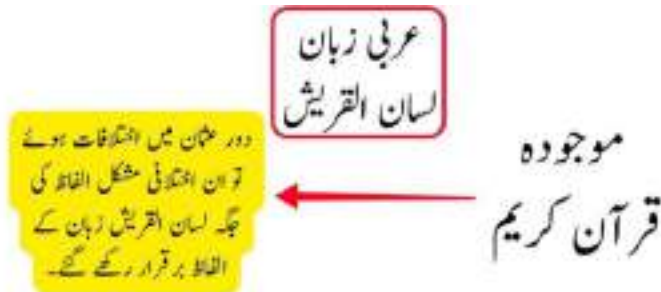 عربی زبان
لسان القریش
موجودہ
قرآن کریم
دور عثمان میں اختلافات ہوئے
تو ان اختلافی مشکل الفاظ کی
جگہ لسان القریش زبان کے
الفاظ برقرار رکھے گئے۔